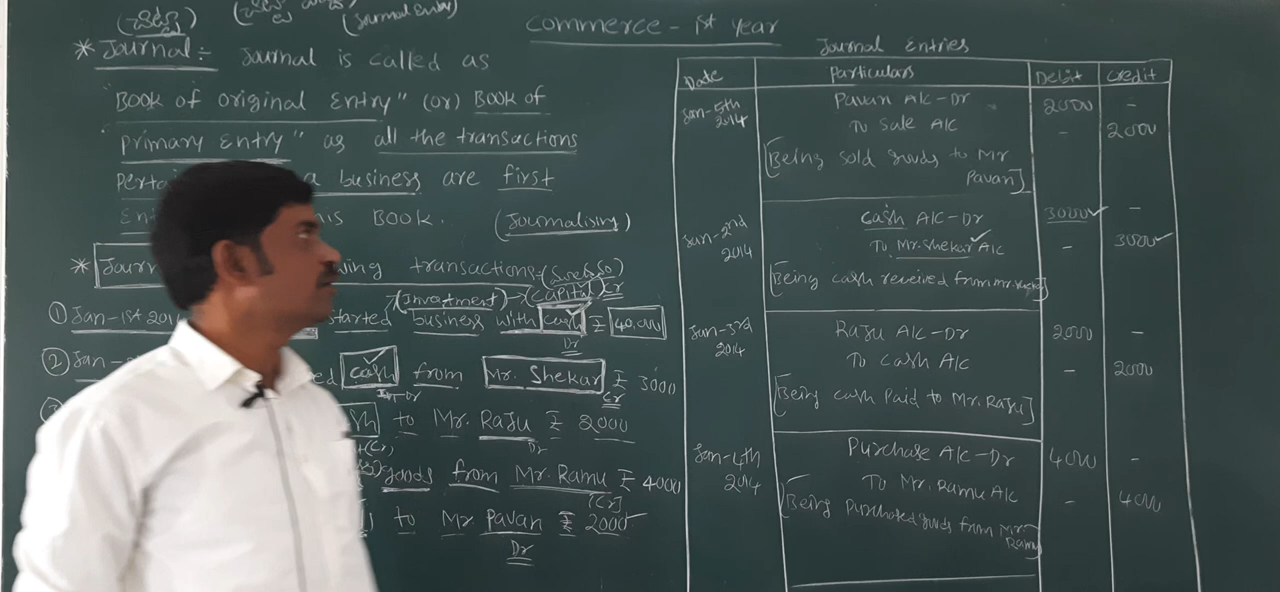 (Journal Entry)
Commerce - 1st Year
* Journal :- Journal is called as
"Book of original Entry" (or) Book of
"primary Entry" as all the transactions
a business are first
Book. (Journalising)
* transactions:
(Investment) → (capital) Cr
① Jan-1st started business with cash ₹ 40,000
Dr
② Jan- cash from Mr. Shekar ₹ 3000
Cr
to Mr. Raju ₹ 2000
Dr
goods from Mr. Ramu ₹ 4000
(Cr)
to Mr. Pavan ₹ 2000
Dr
Journal Entries
Date Particulars Debit Credit
Jan-5th Pavan A/c - Dr 2000 -
2014 To Sale A/c - 2000
[Being sold goods to Mr
Pavan]
Jan-2nd Cash A/c - Dr 3000 -
2014 To Mr. Shekar A/c - 3000
[Being cash received from
Jan-3rd Raju A/c - Dr 2000 -
2014 To Cash A/c - 2000
[Being cash Paid to Mr. Raju]
Jan-4th Purchase A/c - Dr 4000 -
2014 To Mr. Ramu A/c - 4000
[Being Purchased goods from Mr.
Ramu]